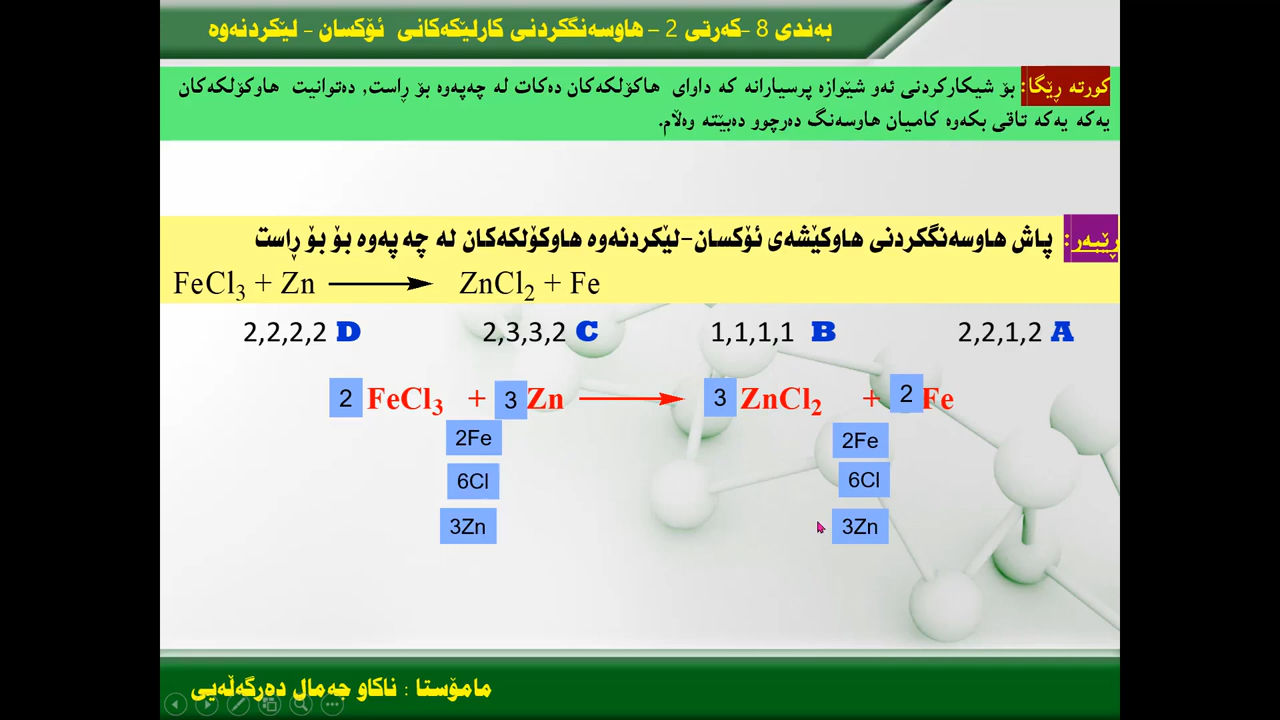 بەندی 8 –کەرتی 2 – هاوسەنگکردنی کارلێکەکانی ئۆکسان - لێکردنەوە
کورتە ڕێگا: بۆ شیکارکردنی ئەو شێوازە پرسیارانە کە داوای هاکۆلکەکان دەکات لە چەپەوە بۆ ڕاست, دەتوانیت هاوکۆلکەکان
یەکە یەکە تاقی بکەوە کامیان هاوسەنگ دەرچوو دەبێتە وەڵام.
ڕێبەر: پاش هاوسەنگکردنی هاوکێشەی ئۆکسان-لێکردنەوە هاوکۆلکەکان لە چە پەوە بۆ بۆ ڕاست
FeCl₃ + Zn ⟶ ZnCl₂ + Fe
2,2,2,2 D 2,3,3,2 C 1,1,1,1 B 2,2,1,2 A
2 FeCl₃ + 3 Zn ⟶ 3 ZnCl₂ + 2 Fe
2Fe 2Fe
6Cl 6Cl
3Zn 3Zn
مامۆستا : ناکاو جەمال دەرگەڵەیی